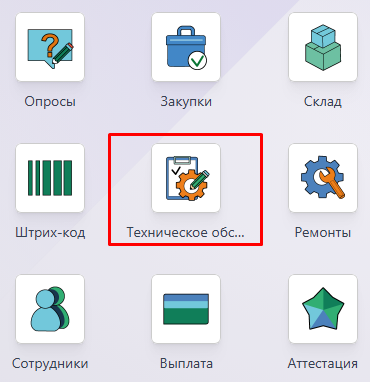 Опросы
Закупки
Склад
Штрих-код
Техническое обс...
Ремонты
Сотрудники
Выплата
Аттестация